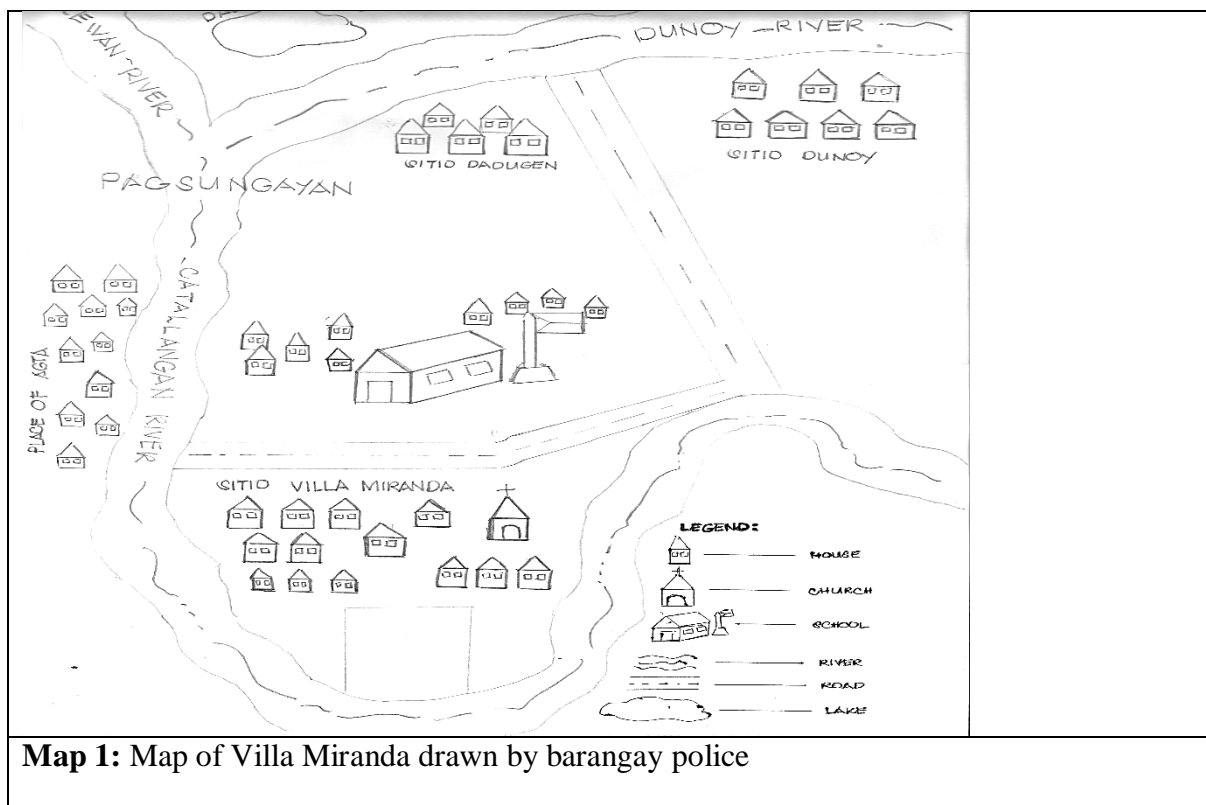 DUNOY RIVER
SITIO DADUGEN
SITIO DUNOY
PAGSUNGAYAN
CATALLANGAN RIVER
PLACE OF AGTA
SITIO VILLA MIRANDA
LEGEND:
HOUSE
CHURCH
SCHOOL
RIVER
ROAD
LAKE
Map 1: Map of Villa Miranda drawn by barangay police